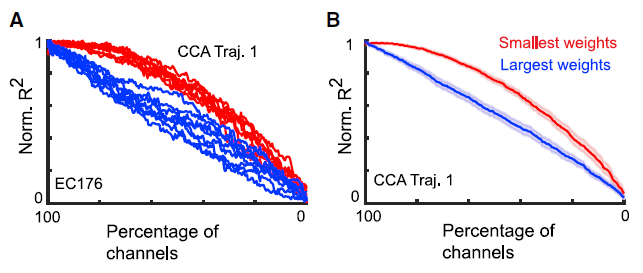 A
CCA Traj. 1
Norm. R²
1
0
EC176
100
0
Percentage of
channels
B
Smallest weights
Largest weights
Norm. R²
1
0
CCA Traj. 1
100
0
Percentage of
channels